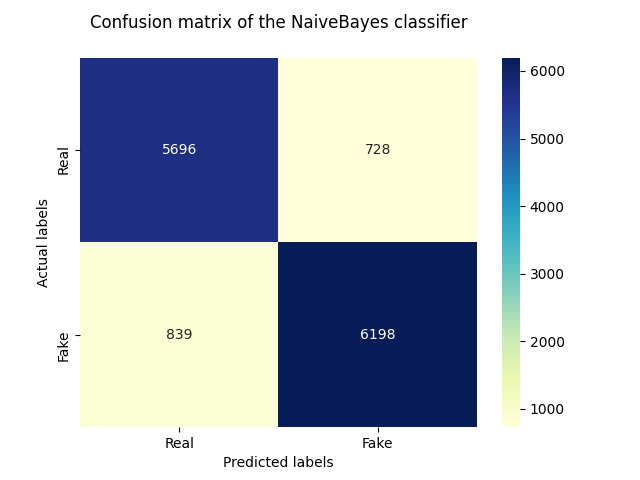 Confusion matrix of the NaiveBayes classifier
Actual labels
Real
5696
728
Fake
839
6198
Real
Fake
Predicted labels
6000
5000
4000
3000
2000
1000